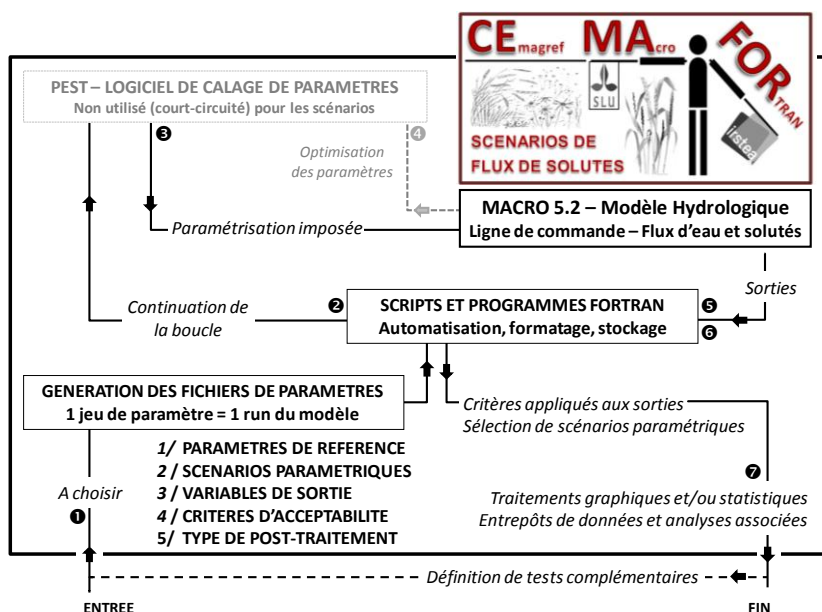 CEmagref MAcro FORTRAN
SLU
irstea
SCENARIOS DE
FLUX DE SOLUTES
PEST – LOGICIEL DE CALAGE DE PARAMETRES
Non utilisé (court-circuité) pour les scénarios
❸
❹
Optimisation
des paramètres
MACRO 5.2 – Modèle Hydrologique
Ligne de commande – Flux d'eau et solutés
Paramétrisation imposée
Sorties
Continuation de
la boucle
❷
SCRIPTS ET PROGRAMMES FORTRAN
Automatisation, formatage, stockage
❺
❻
GENERATION DES FICHIERS DE PARAMETRES
1 jeu de paramètre = 1 run du modèle
Critères appliqués aux sorties
Sélection de scénarios paramétriques
1/ PARAMETRES DE REFERENCE
2 / SCENARIOS PARAMETRIQUES
3 / VARIABLES DE SORTIE
4 / CRITERES D'ACCEPTABILITE
5/ TYPE DE POST-TRAITEMENT
A choisir
❶
❼
Traitements graphiques et/ou statistiques
Entrepôts de données et analyses associées
Définition de tests complémentaires
ENTREE
FIN